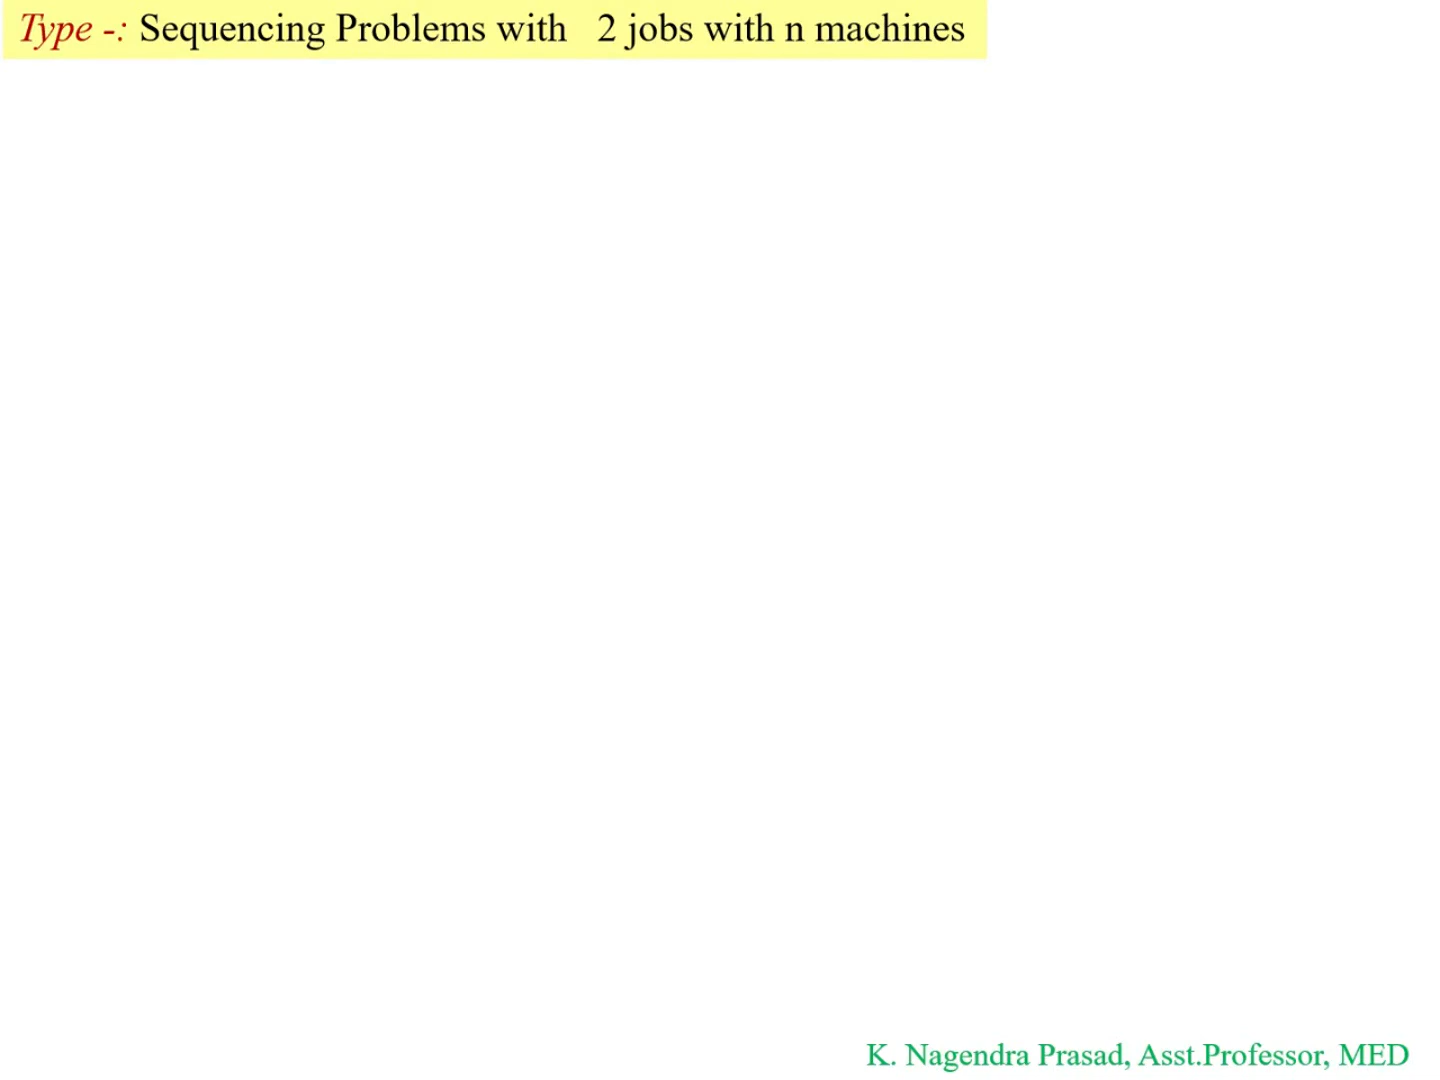 Type -: Sequencing Problems with 2 jobs with n machines
K. Nagendra Prasad, Asst.Professor, MED